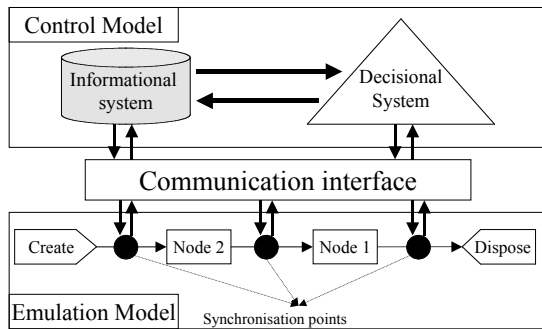 Control Model
Informational
system
Decisional
System
Communication interface
Create
Node 2
Node 1
Dispose
Synchronisation points
Emulation Model